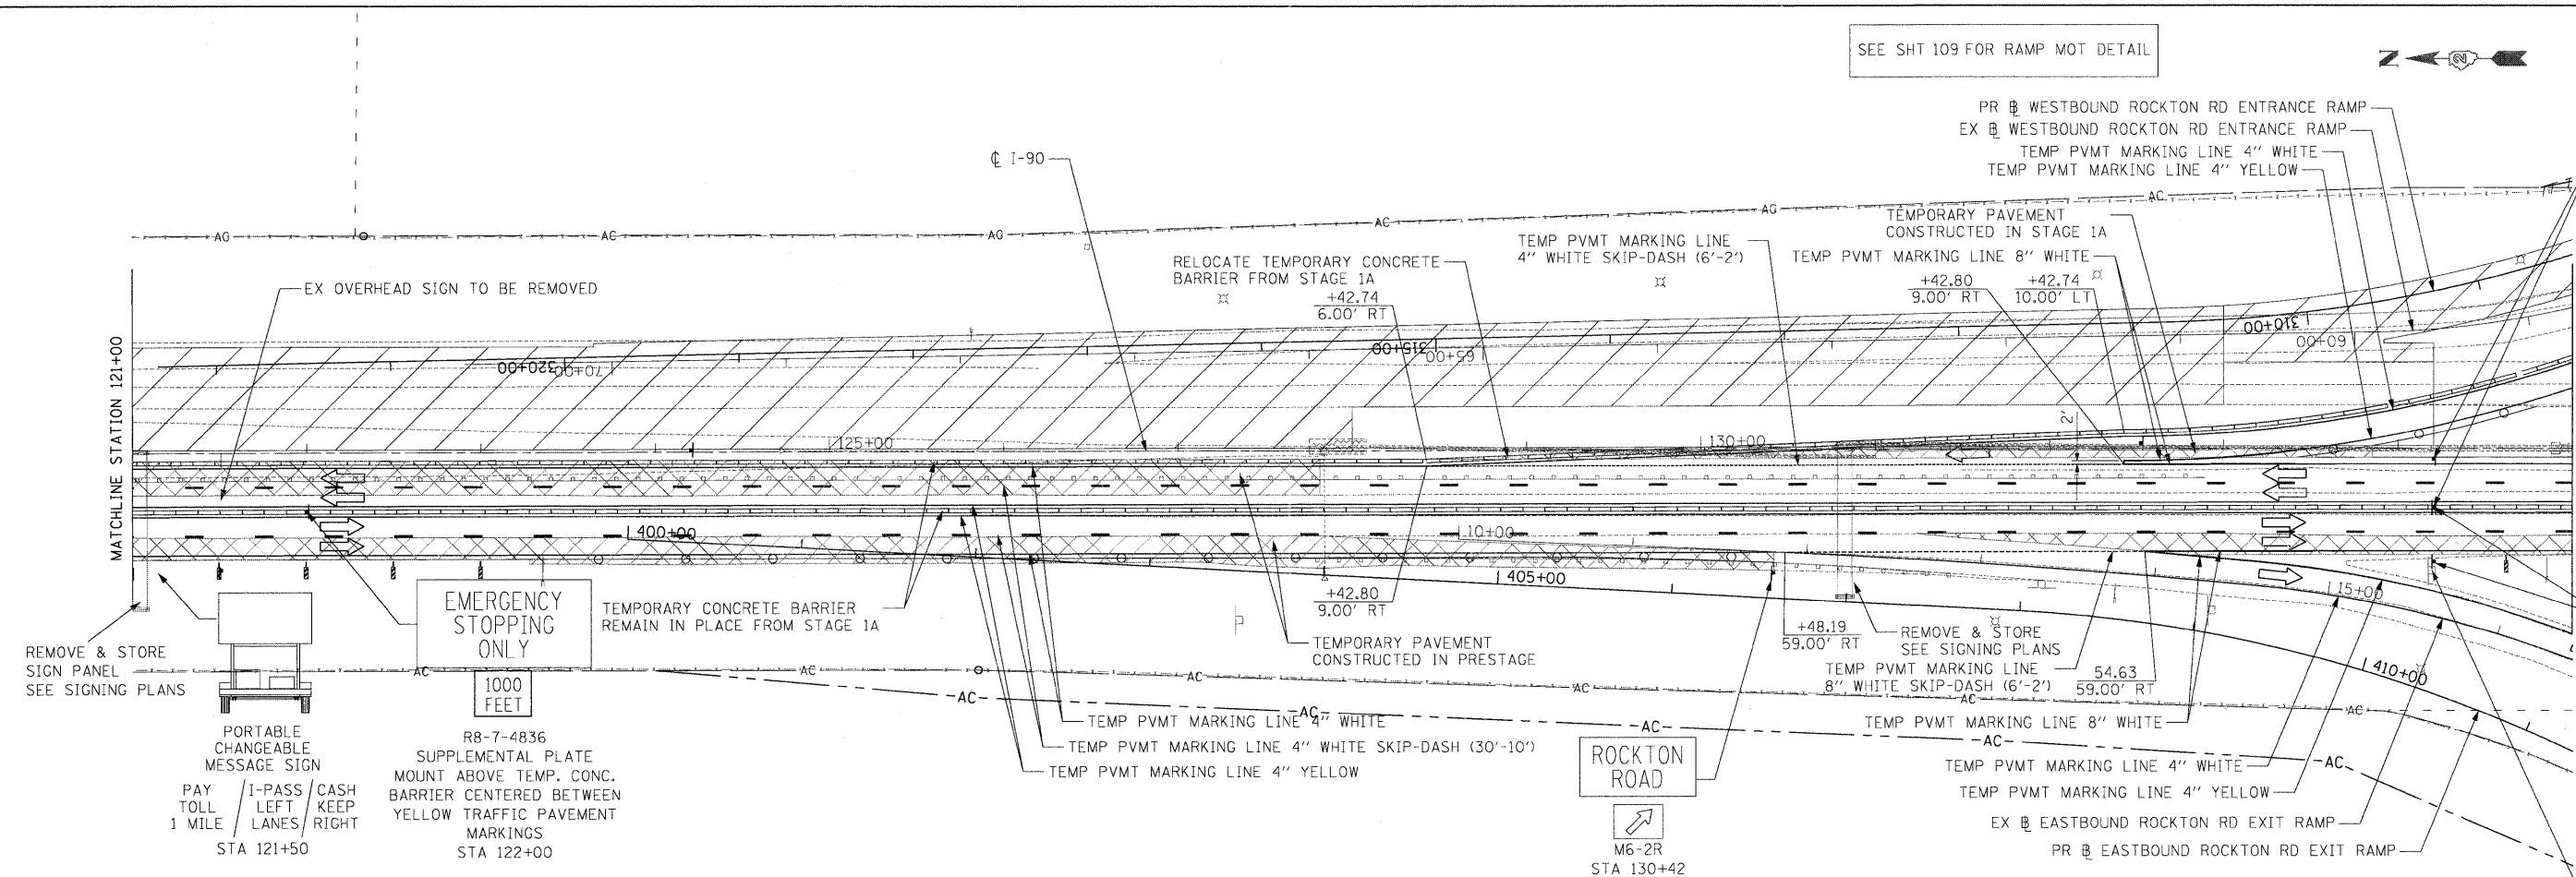 SEE SHT 109 FOR RAMP MOT DETAIL
N
PR ⅊ WESTBOUND ROCKTON RD ENTRANCE RAMP
EX ⅊ WESTBOUND ROCKTON RD ENTRANCE RAMP
TEMP PVMT MARKING LINE 4" WHITE
TEMP PVMT MARKING LINE 4" YELLOW
℄ I-90
AC
TEMPORARY PAVEMENT
CONSTRUCTED IN STAGE 1A
TEMP PVMT MARKING LINE
4" WHITE SKIP-DASH (6'-2')
TEMP PVMT MARKING LINE 8" WHITE
RELOCATE TEMPORARY CONCRETE
BARRIER FROM STAGE 1A
+42.74
6.00' RT
+42.80
9.00' RT
+42.74
10.00' LT
EX OVERHEAD SIGN TO BE REMOVED
MATCHLINE STATION 121+00
320+00
70+00
315+00
65+00
310+00
60+00
125+00
130+00
2'
400+00
110+00
405+00
115+00
410+00
EMERGENCY
STOPPING
ONLY
1000
FEET
R8-7-4836
SUPPLEMENTAL PLATE
MOUNT ABOVE TEMP. CONC.
BARRIER CENTERED BETWEEN
YELLOW TRAFFIC PAVEMENT
MARKINGS
STA 122+00
REMOVE & STORE
SIGN PANEL
SEE SIGNING PLANS
PORTABLE
CHANGEABLE
MESSAGE SIGN
PAY / I-PASS / CASH
TOLL / LEFT / KEEP
1 MILE / LANES / RIGHT
STA 121+50
TEMPORARY CONCRETE BARRIER
REMAIN IN PLACE FROM STAGE 1A
+42.80
9.00' RT
TEMPORARY PAVEMENT
CONSTRUCTED IN PRESTAGE
TEMP PVMT MARKING LINE 4" WHITE
TEMP PVMT MARKING LINE 4" WHITE SKIP-DASH (30'-10')
TEMP PVMT MARKING LINE 4" YELLOW
+48.19
59.00' RT
REMOVE & STORE
SEE SIGNING PLANS
TEMP PVMT MARKING LINE
8" WHITE SKIP-DASH (6'-2')
54.63
59.00' RT
TEMP PVMT MARKING LINE 8" WHITE
TEMP PVMT MARKING LINE 4" WHITE
TEMP PVMT MARKING LINE 4" YELLOW
EX ⅊ EASTBOUND ROCKTON RD EXIT RAMP
PR ⅊ EASTBOUND ROCKTON RD EXIT RAMP
ROCKTON
ROAD
M6-2R
STA 130+42